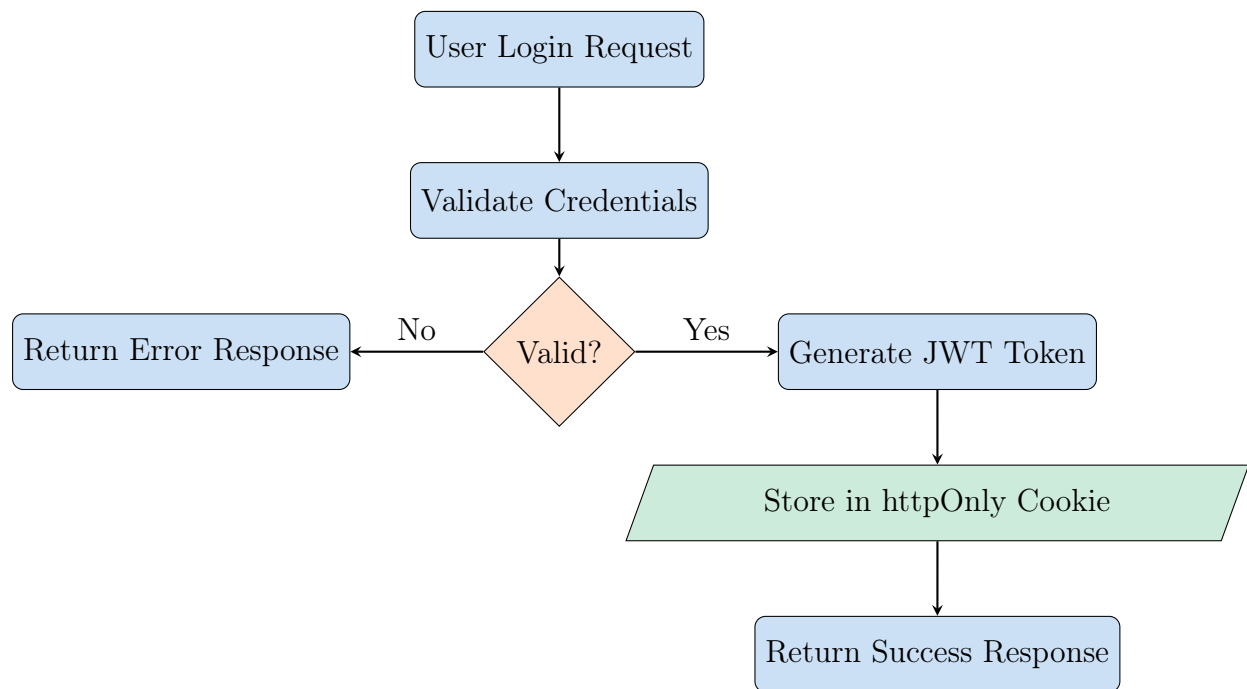 User Login Request
Validate Credentials
No
Yes
Return Error Response
Valid?
Generate JWT Token
Store in httpOnly Cookie
Return Success Response